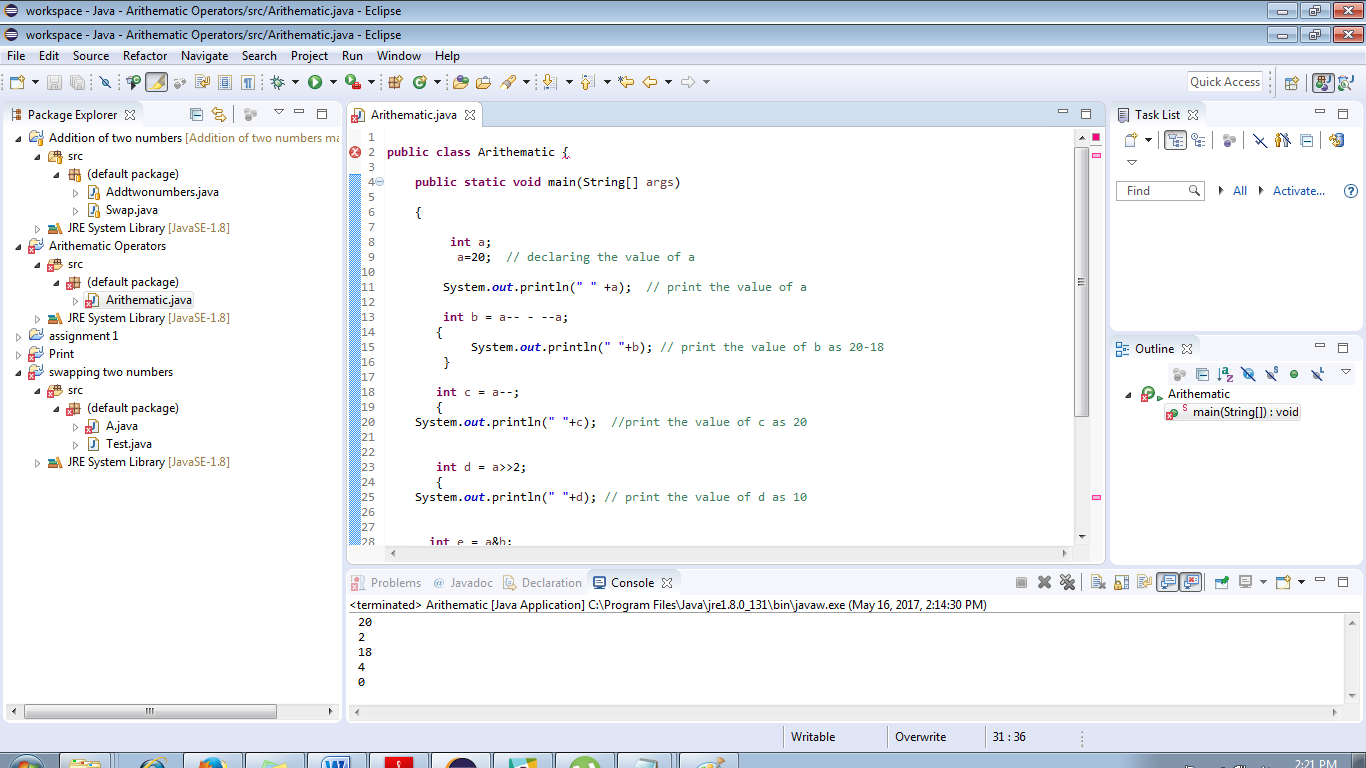 workspace - Java - Arithematic Operators/src/Arithematic.java - Eclipse
workspace - Java - Arithematic Operators/src/Arithematic.java - Eclipse
File Edit Source Refactor Navigate Search Project Run Window Help
Quick Access
Package Explorer
Addition of two numbers [Addition of two numbers ma
src
(default package)
Addtwonumbers.java
Swap.java
JRE System Library [JavaSE-1.8]
Arithematic Operators
src
(default package)
Arithematic.java
JRE System Library [JavaSE-1.8]
assignment 1
Print
swapping two numbers
src
(default package)
A.java
Test.java
JRE System Library [JavaSE-1.8]
Arithematic.java
1
2 public class Arithematic {
3
4 public static void main(String[] args)
5
6 {
7
8 int a;
9 a=20; // declaring the value of a
10
11 System.out.println(" " +a); // print the value of a
12
13 int b = a-- - --a;
14 {
15 System.out.println(" "+b); // print the value of b as 20-18
16 }
17
18 int c = a--;
19 {
20 System.out.println(" "+c); //print the value of c as 20
21
22
23 int d = a>>2;
24 {
25 System.out.println(" "+d); // print the value of d as 10
26
27
28 int e = a&b;
Task List
Find All Activate...
Outline
Arithematic
main(String[]) : void
Problems @ Javadoc Declaration Console
<terminated> Arithematic [Java Application] C:\Program Files\Java\jre1.8.0_131\bin\javaw.exe (May 16, 2017, 2:14:30 PM)
20
2
18
4
0
Writable Overwrite 31 : 36
2:21 PM